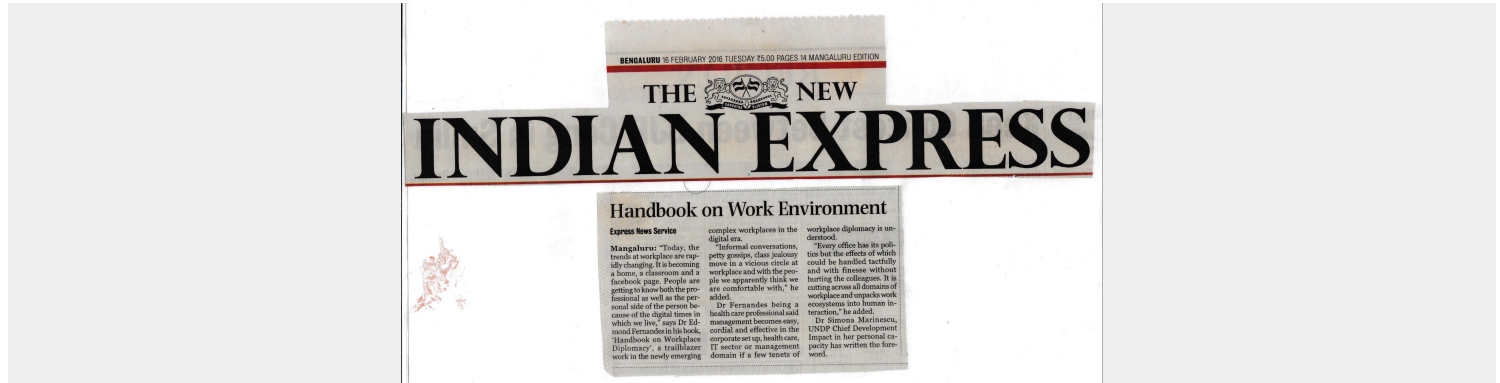 BENGALURU 16 FEBRUARY 2016 TUESDAY ₹5.00 PAGES 14 MANGALURU EDITION
THE NEW
INDIAN EXPRESS
Handbook on Work Environment
Express News Service
Mangaluru: "Today, the
trends at workplace are rap-
idly changing. It is becoming
a home, a classroom and a
facebook page. People are
getting to know both the pro-
fessional as well as the per-
sonal side of the person be-
cause of the digital times in
which we live," says Dr Ed-
mond Fernandes in his book,
'Handbook on Workplace
Diplomacy', a trailblazer
work in the newly emerging
complex workplaces in the
digital era.
"Informal conversations,
petty gossips, class jealousy
move in a vicious circle at
workplace and with the peo-
ple we apparently think we
are comfortable with," he
added.
Dr Fernandes being a
health care professional said
management becomes easy,
cordial and effective in the
corporate set up, health care,
IT sector or management
domain if a few tenets of
workplace diplomacy is un-
derstood.
"Every office has its poli-
tics but the effects of which
could be handled tactfully
and with finesse without
hurting the colleagues. It is
cutting across all domains of
workplace and unpacks work
ecosystems into human in-
teraction," he added.
Dr Simona Marinescu,
UNDP Chief Development
Impact in her personal ca-
pacity has written the fore-
word.